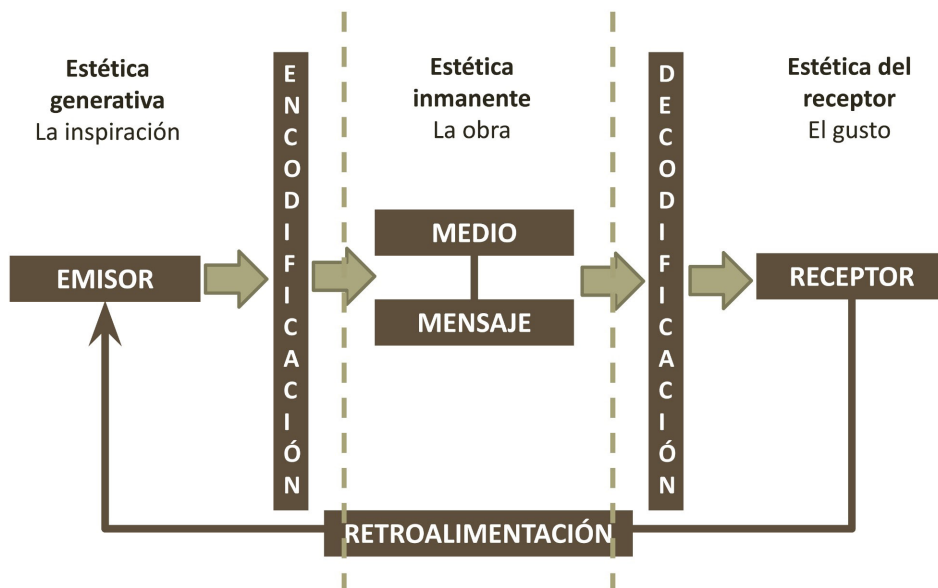 Estética
generativa
La inspiración
ENCODIFICACIÓN
Estética
inmanente
La obra
DECODIFICACIÓN
Estética del
receptor
El gusto
EMISOR
MEDIO
MENSAJE
RECEPTOR
RETROALIMENTACIÓN